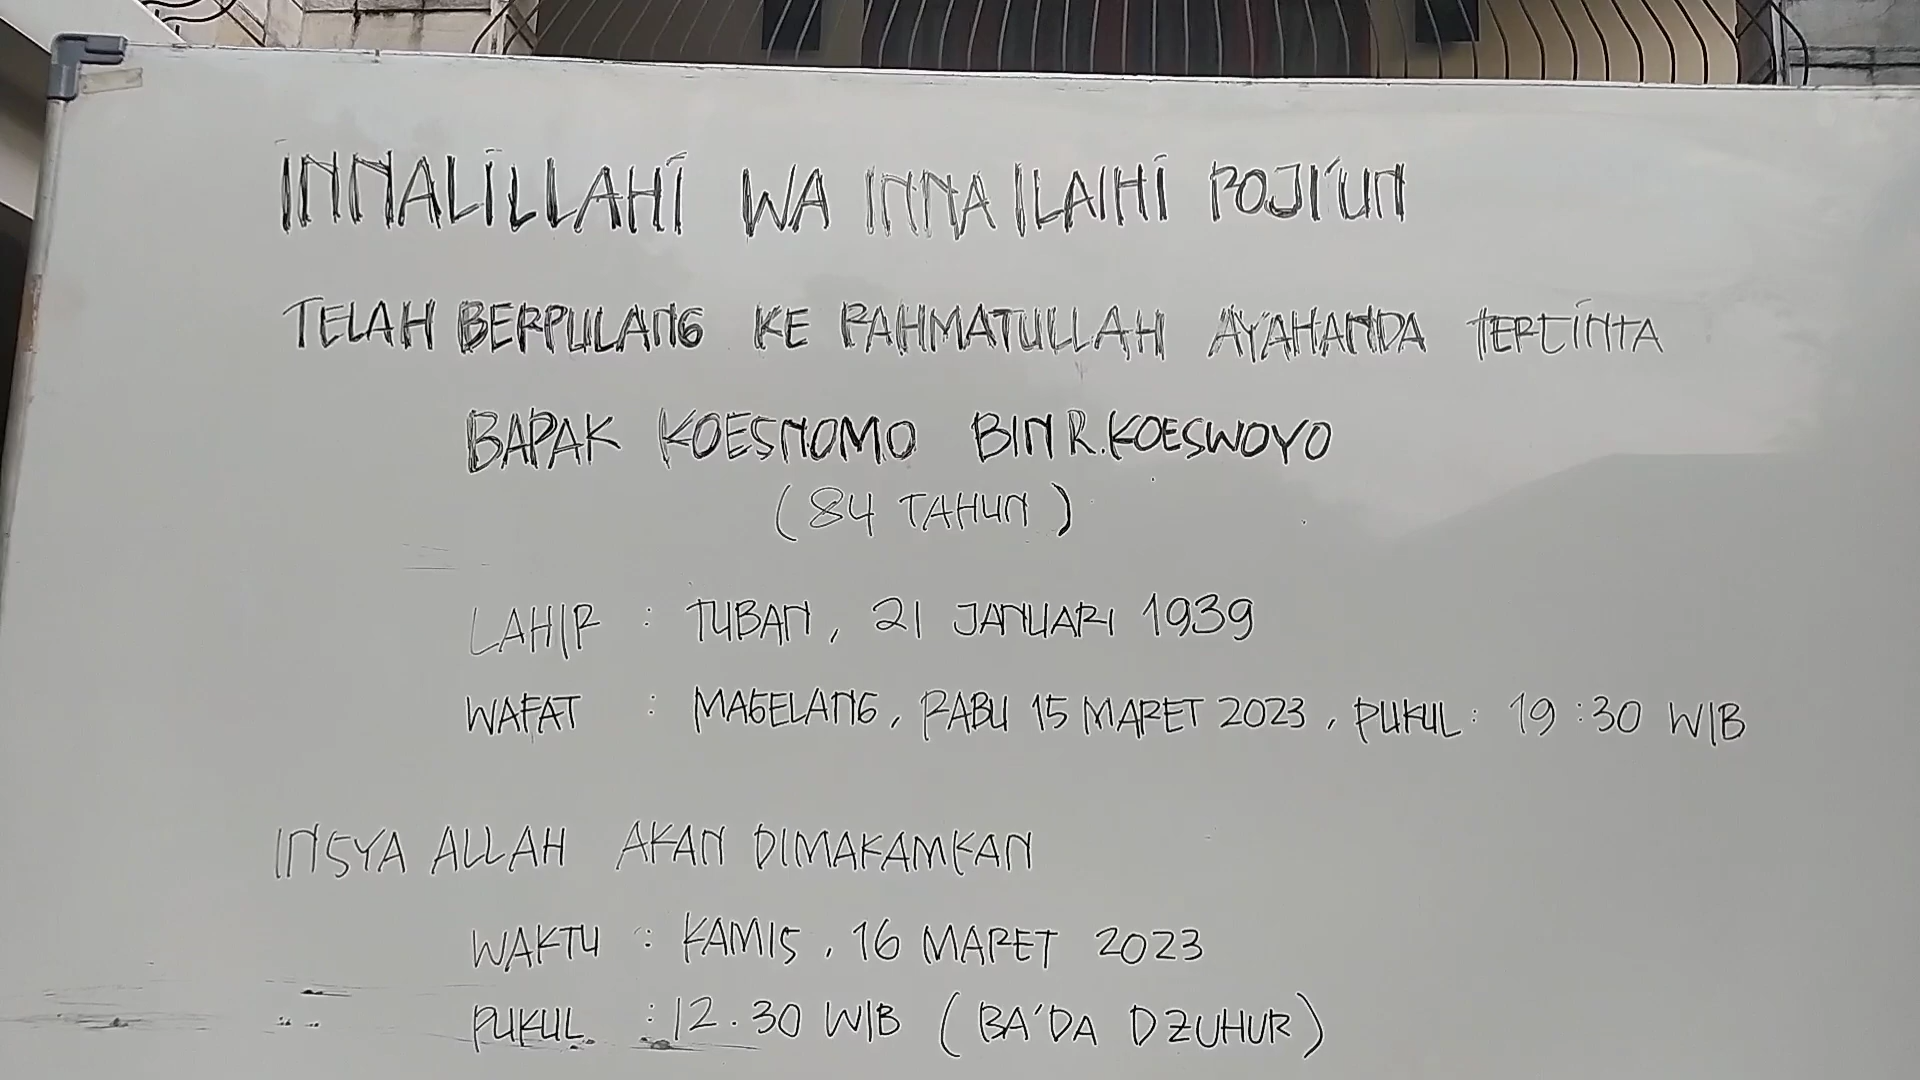 INNALILLAHI WA INNA ILAIHI ROJI'UN
TELAH BERPULANG KE RAHMATULLAH AYAHANDA TERCINTA
BAPAK KOESNOMO BIN R. KOESWOYO
(84 TAHUN)
LAHIR : TUBAN, 21 JANUARI 1939
WAFAT : MAGELANG, RABU 15 MARET 2023, PUKUL: 19:30 WIB
INSYA ALLAH AKAN DIMAKAMKAN
WAKTU : KAMIS, 16 MARET 2023
PUKUL : 12.30 WIB (BA'DA DZUHUR)